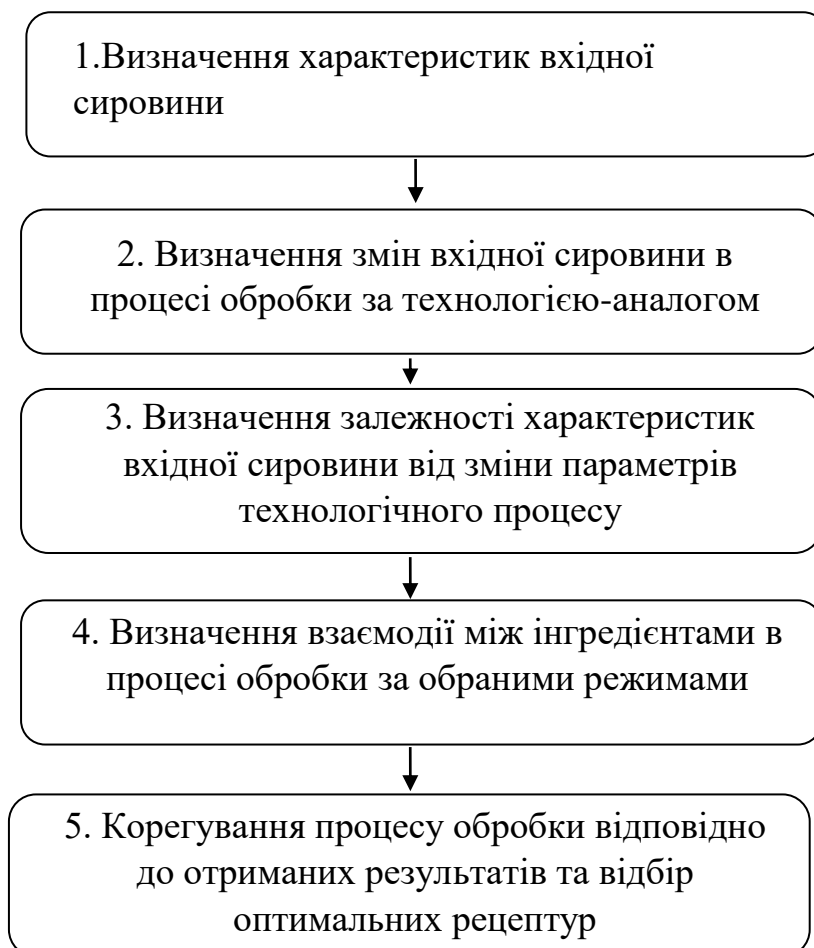 1.Визначення характеристик вхідної
сировини
2. Визначення змін вхідної сировини в
процесі обробки за технологією-аналогом
3. Визначення залежності характеристик
вхідної сировини від зміни параметрів
технологічного процесу
4. Визначення взаємодії між інгредієнтами в
процесі обробки за обраними режимами
5. Корегування процесу обробки відповідно
до отриманих результатів та відбір
оптимальних рецептур